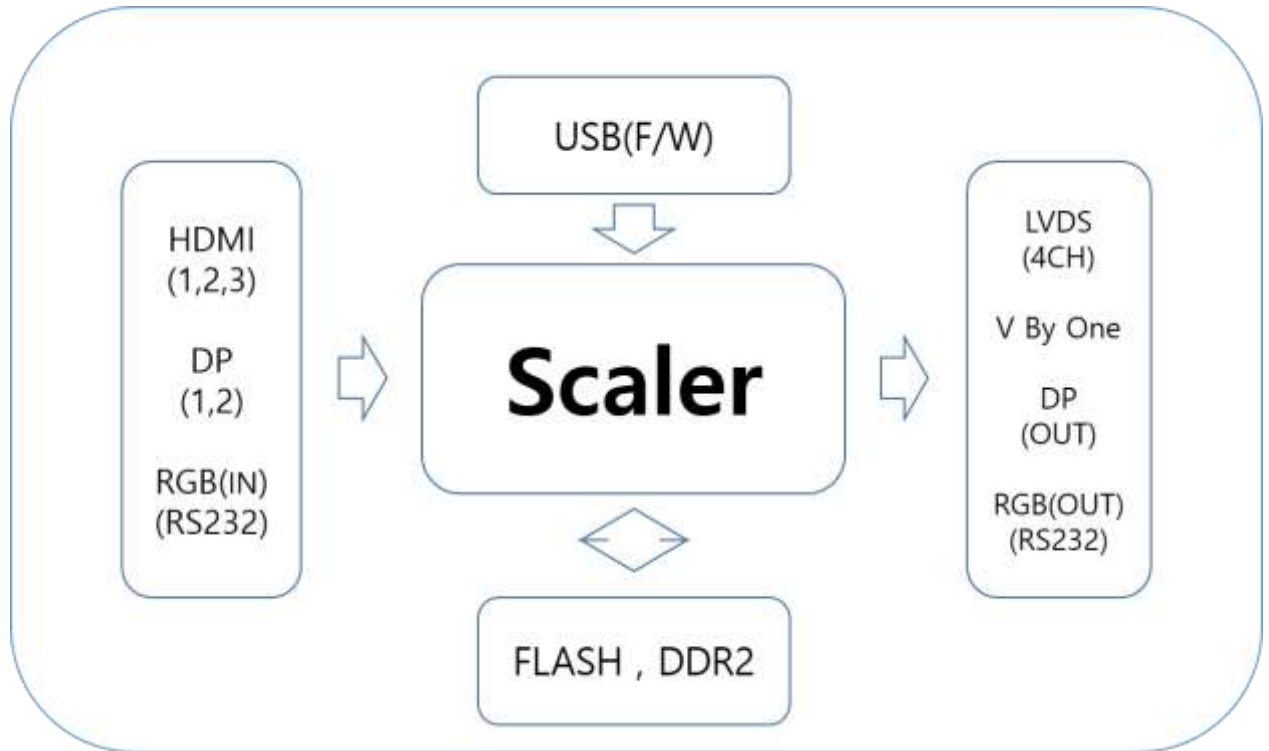 USB(F/W)
HDMI
(1,2,3)
DP
(1,2)
RGB(IN)
(RS232)
Scaler
LVDS
(4CH)
V By One
DP
(OUT)
RGB(OUT)
(RS232)
FLASH , DDR2